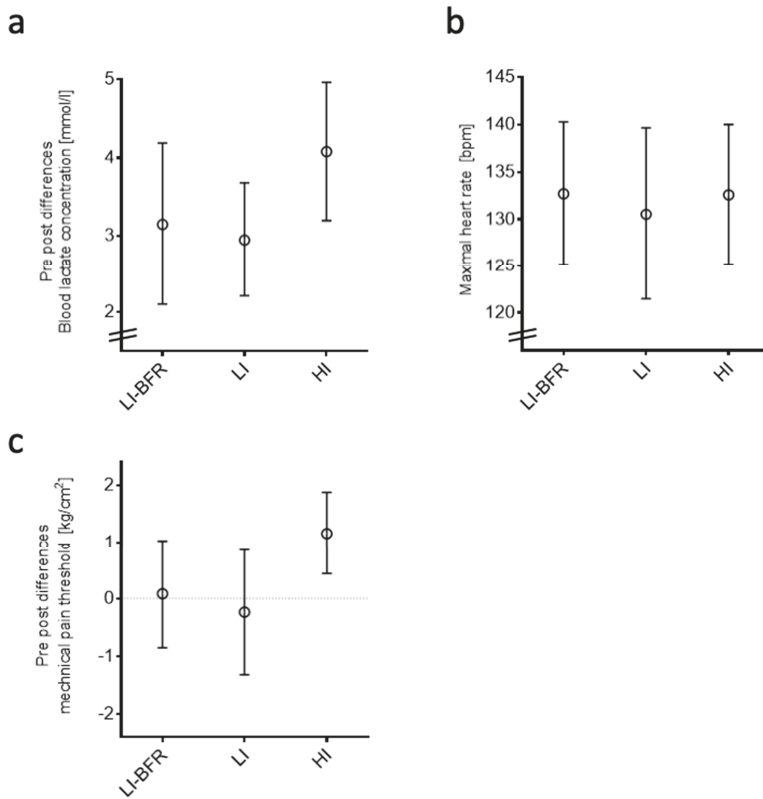 a
Pre post differences
Blood lactate concentration [mmol/l]
5
4
3
2
LI-BFR
LI
HI
b
Maximal heart rate [bpm]
145
140
135
130
125
120
LI-BFR
LI
HI
c
Pre post differences
mechnical pain threshold [kg/cm²]
2
1
0
-1
-2
LI-BFR
LI
HI